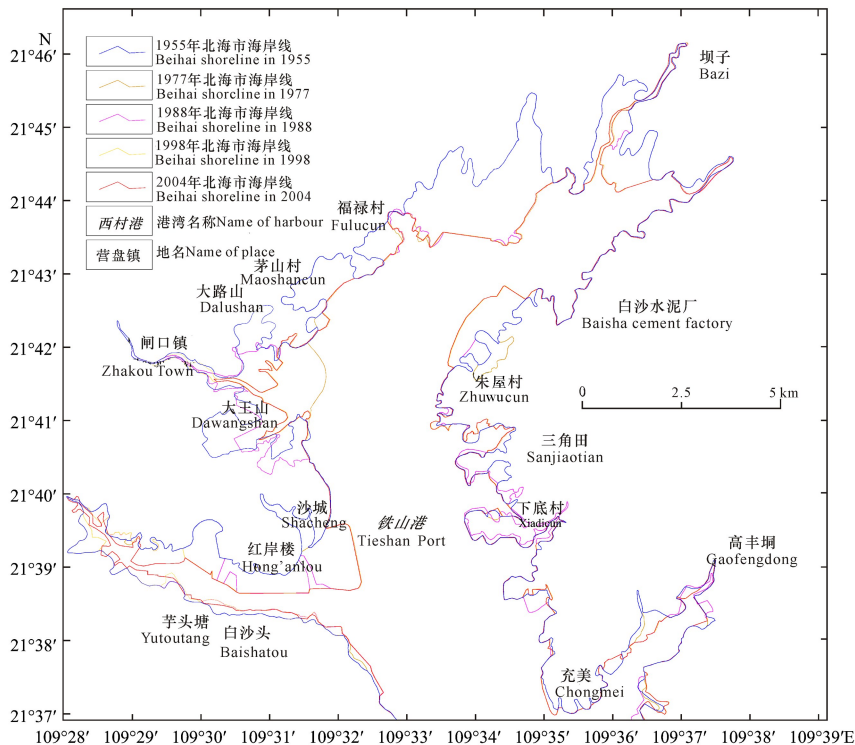 N
21°46′
21°45′
21°44′
21°43′
21°42′
21°41′
21°40′
21°39′
21°38′
21°37′
1955年北海市海岸线
Beihai shoreline in 1955
1977年北海市海岸线
Beihai shorcline in 1977
1988年北海市海岸线
Beihai shoreline in 1988
1998年北海市海岸线
Beihai shoreline in 1998
2004年北海市海岸线
Beihai shoreline in 2004
西村港 港湾名称Name of harbour
营盘镇 地名Name of place
坝子
Bazi
福禄村
Fulucun
茅山村
Maoshancun
大路山
Dalushan
闸口镇
Zhakou Town
白沙水泥厂
Baisha cement factory
朱屋村
Zhuwucun
0 2.5 5 km
大王山
Dawangshan
三角田
Sanjiaotian
沙城
Shacheng
铁山港
Tieshan Port
下底村
Xiadicun
红岸楼
Hong'anlou
高丰垌
Gaofengdong
芋头塘
Yutoutang
白沙头
Baishatou
充美
Chongmei
109°28′ 109°29′ 109°30′ 109°31′ 109°32′ 109°33′ 109°34′ 109°35′ 109°36′ 109°37′ 109°38′ 109°39′E